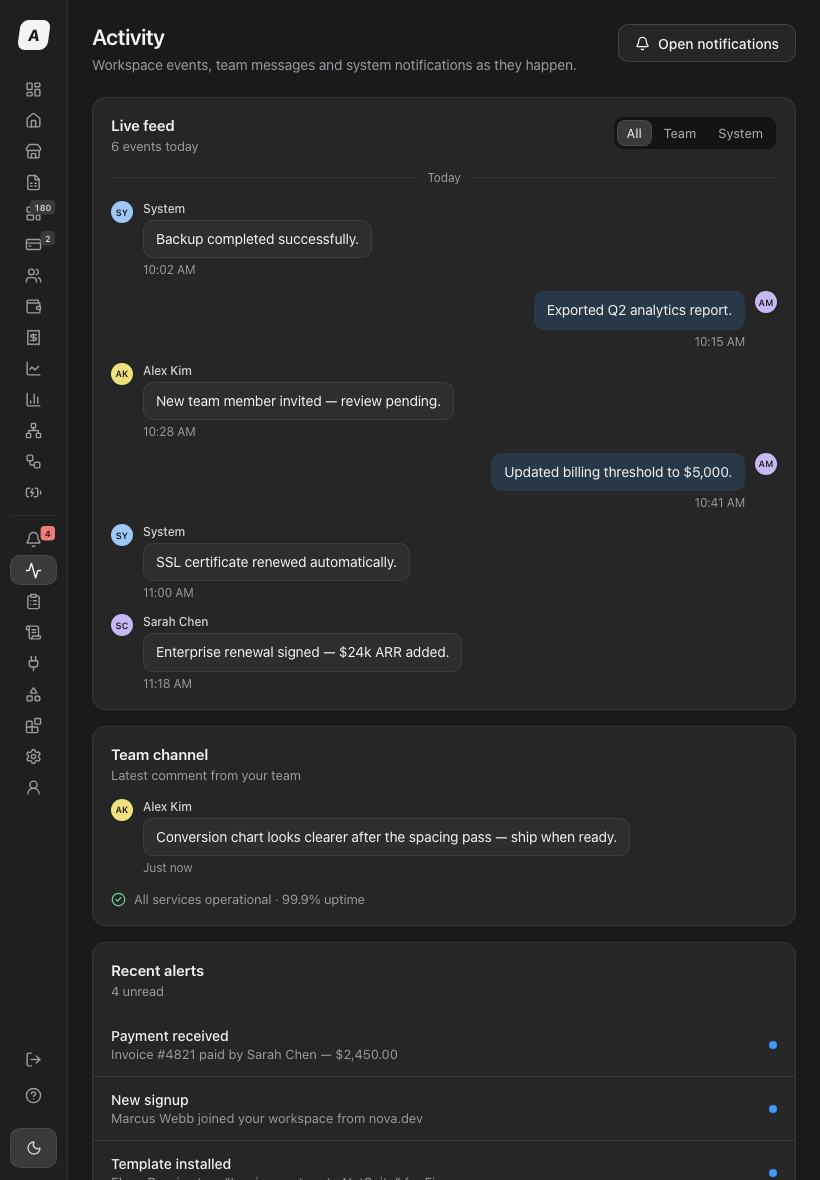 A
Activity
Workspace events, team messages and system notifications as they happen.
Open notifications
180
2
4
Live feed
6 events today
All
Team
System
Today
SY
System
Backup completed successfully.
10:02 AM
Exported Q2 analytics report.
AM
10:15 AM
AK
Alex Kim
New team member invited — review pending.
10:28 AM
Updated billing threshold to $5,000.
AM
10:41 AM
SY
System
SSL certificate renewed automatically.
11:00 AM
SC
Sarah Chen
Enterprise renewal signed — $24k ARR added.
11:18 AM
Team channel
Latest comment from your team
AK
Alex Kim
Conversion chart looks clearer after the spacing pass — ship when ready.
Just now
All services operational · 99.9% uptime
Recent alerts
4 unread
Payment received
Invoice #4821 paid by Sarah Chen — $2,450.00
New signup
Marcus Webb joined your workspace from nova.dev
Template installed